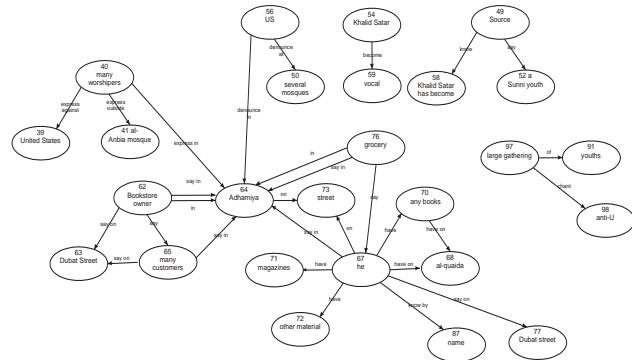 56
US
54
Khalid Satar
49
Source
denounce
at
become
know
say
50
several
mosques
59
vocal
58
Khalid Satar
has become
52 a
Sunni youth
40
many
worshipers
express
against
express
outside
express in
denounce
in
39
United States
41 al-
Anbia mosque
76
grocery
in
say in
say
97
large gathering
of
91
youths
chant
98
anti-U
62
Bookstore
owner
say in
in
64
Adhamiya
on
73
street
70
any books
say on
say
say in
say in
on
have
have on
63
Dubat Street
say on
65
many
customers
71
magazines
have
67
he
have on
68
al-quaida
have
know by
say on
72
other material
87
name
77
Dubat street